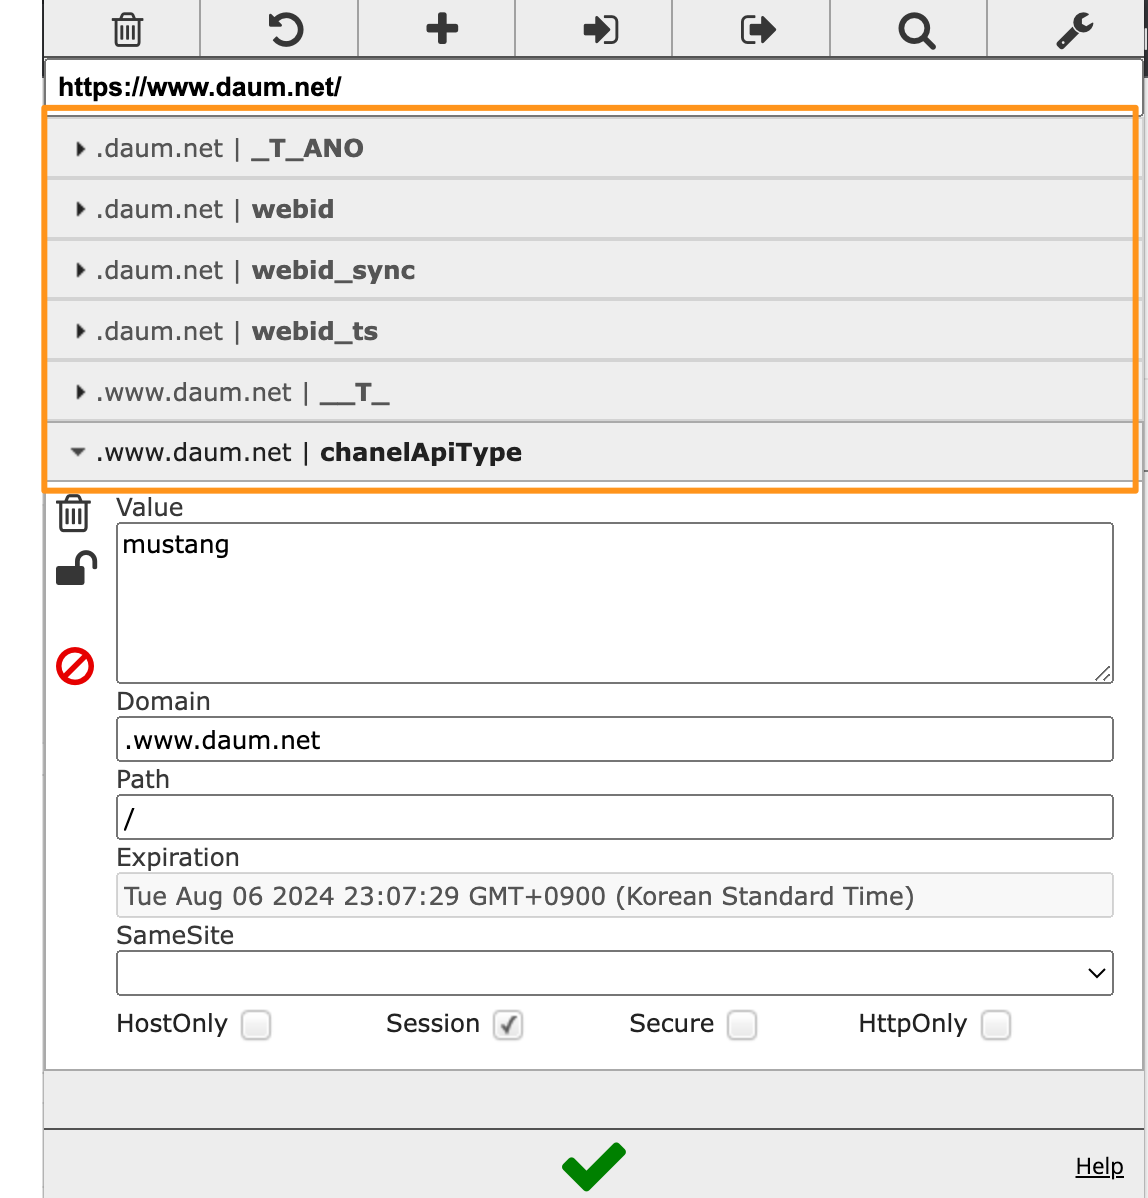 https://www.daum.net/
.daum.net | _T_ANO
.daum.net | webid
.daum.net | webid_sync
.daum.net | webid_ts
.www.daum.net | __T_
.www.daum.net | chanelApiType
Value
mustang
Domain
.www.daum.net
Path
/
Expiration
Tue Aug 06 2024 23:07:29 GMT+0900 (Korean Standard Time)
SameSite
HostOnly Session Secure HttpOnly
Help